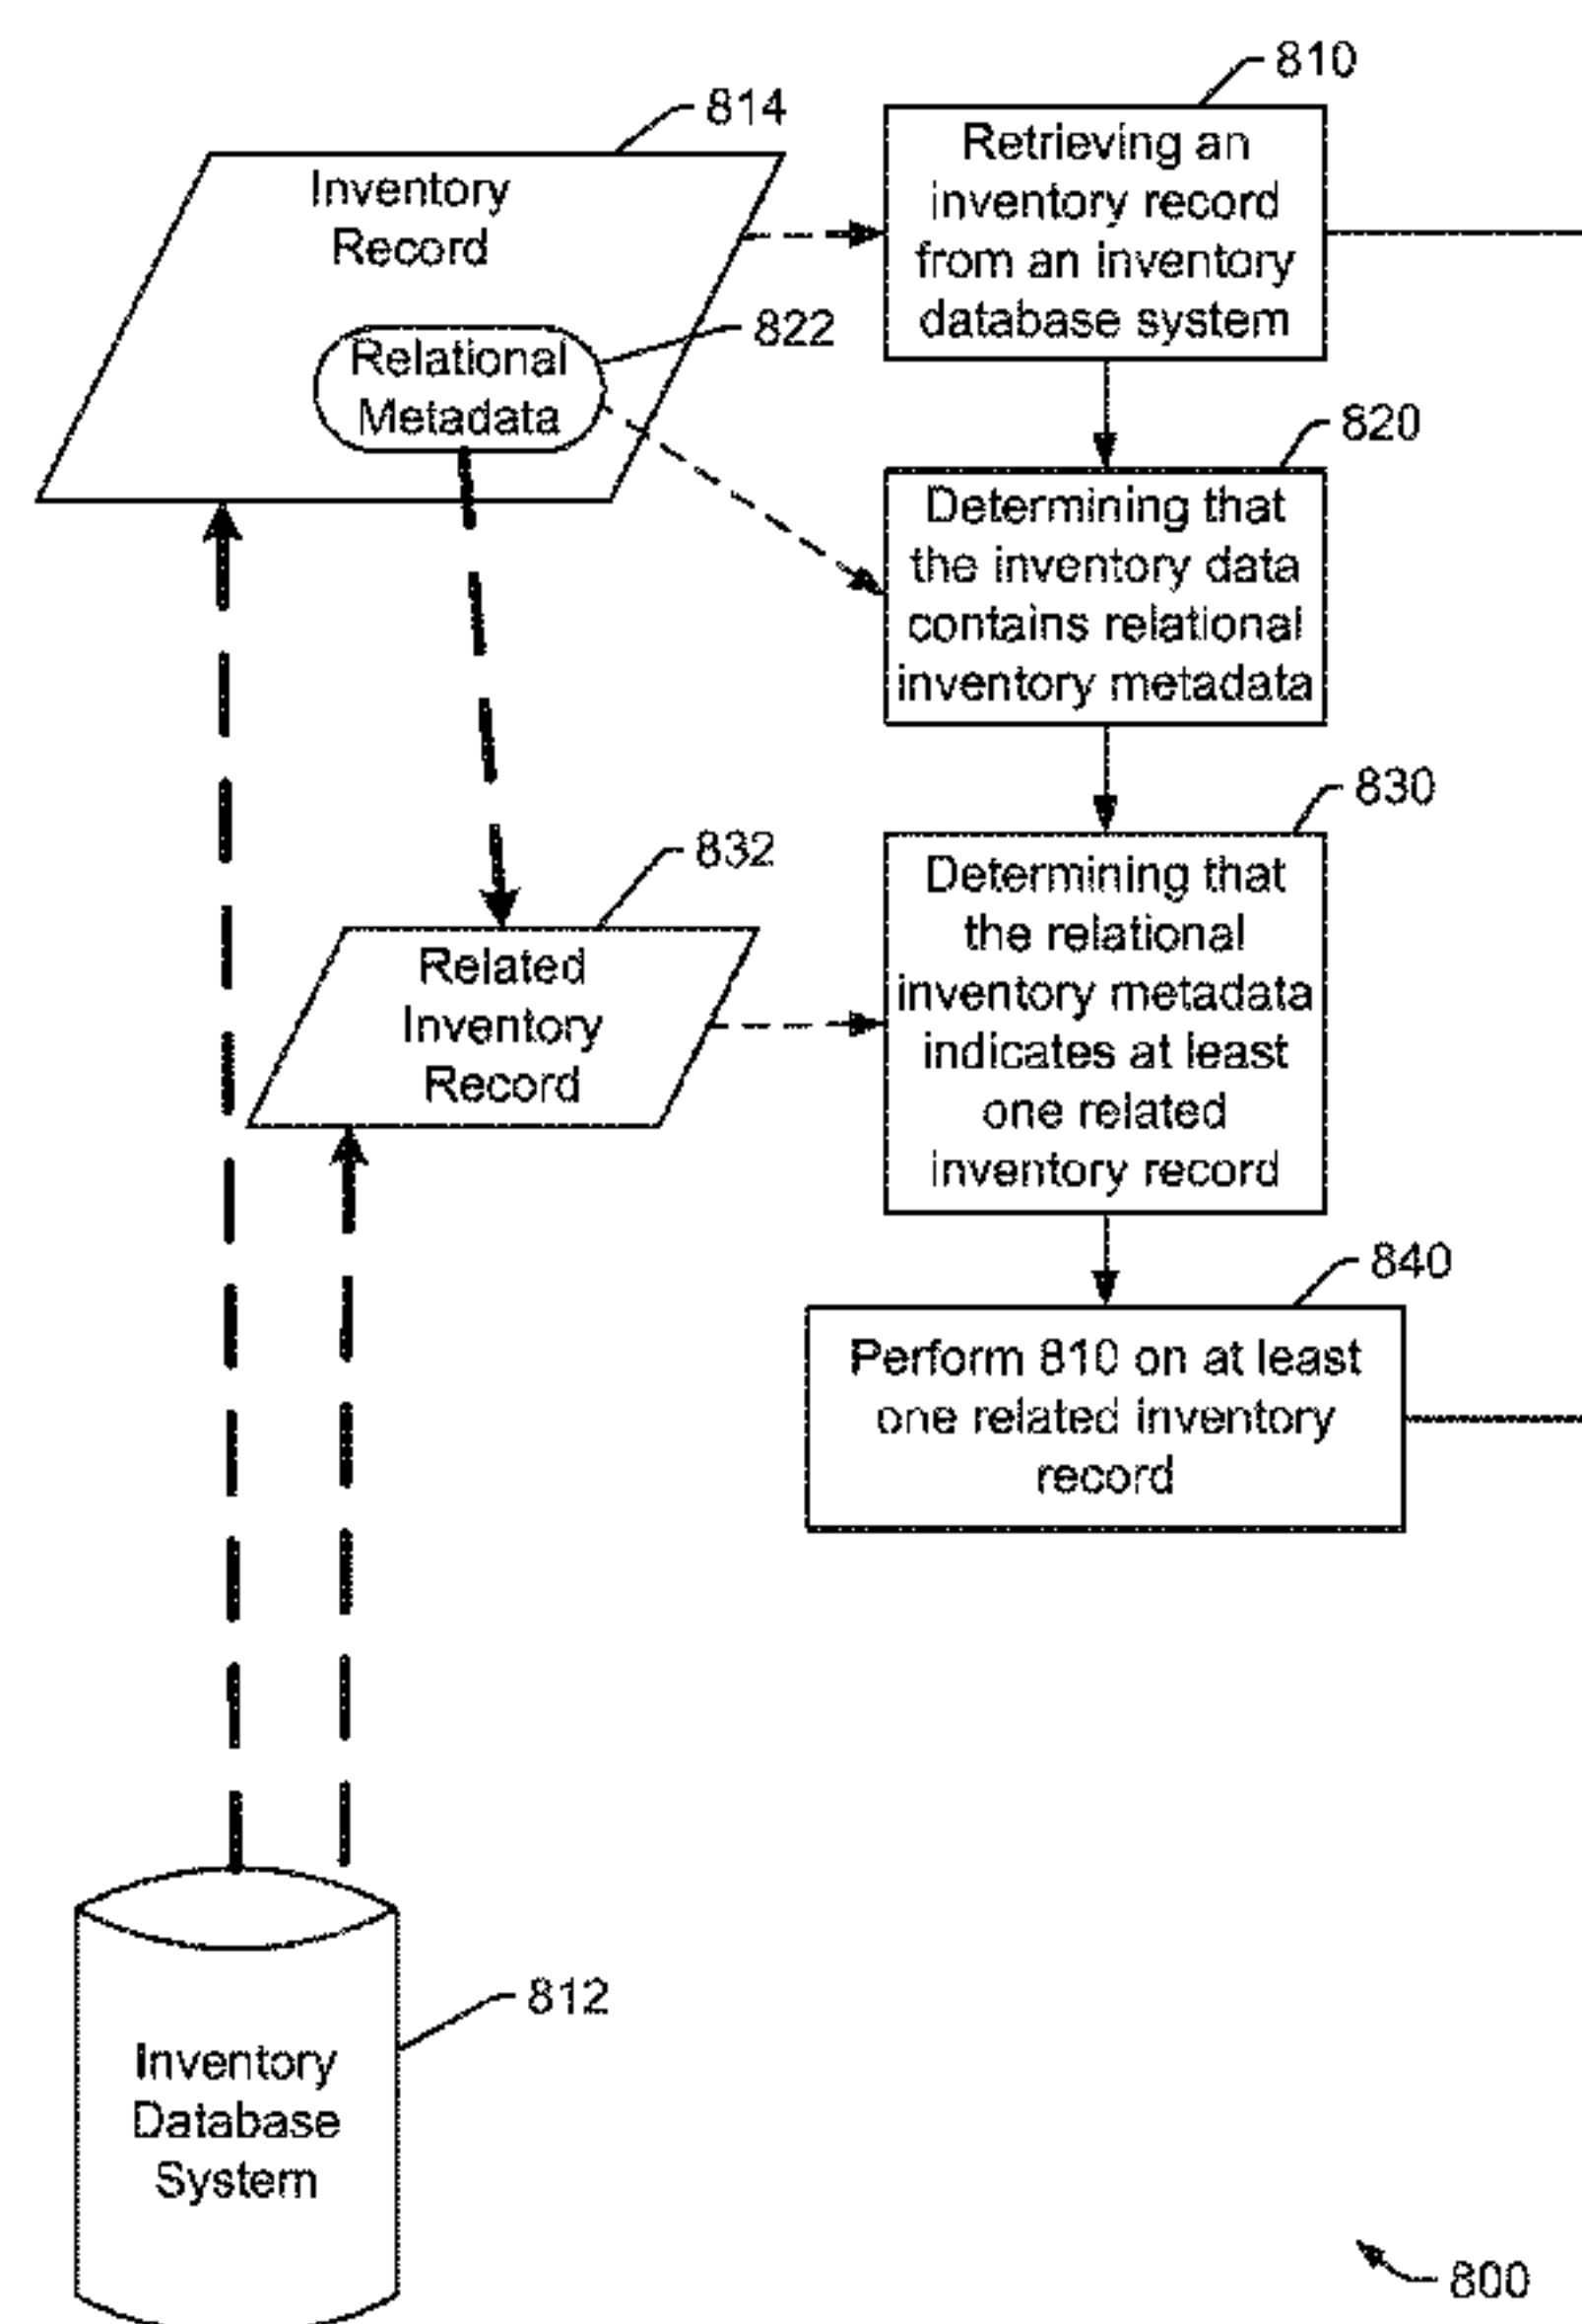 810
814
Retrieving an
inventory record
from an inventory
database system
Inventory
Record
822
Relational
Metadata
820
Determining that
the inventory data
contains relational
inventory metadata
830
832
Determining that
the relational
inventory metadata
indicates at least
one related
inventory record
Related
Inventory
Record
840
Perform 810 on at least
one related inventory
record
812
Inventory
Database
System
800